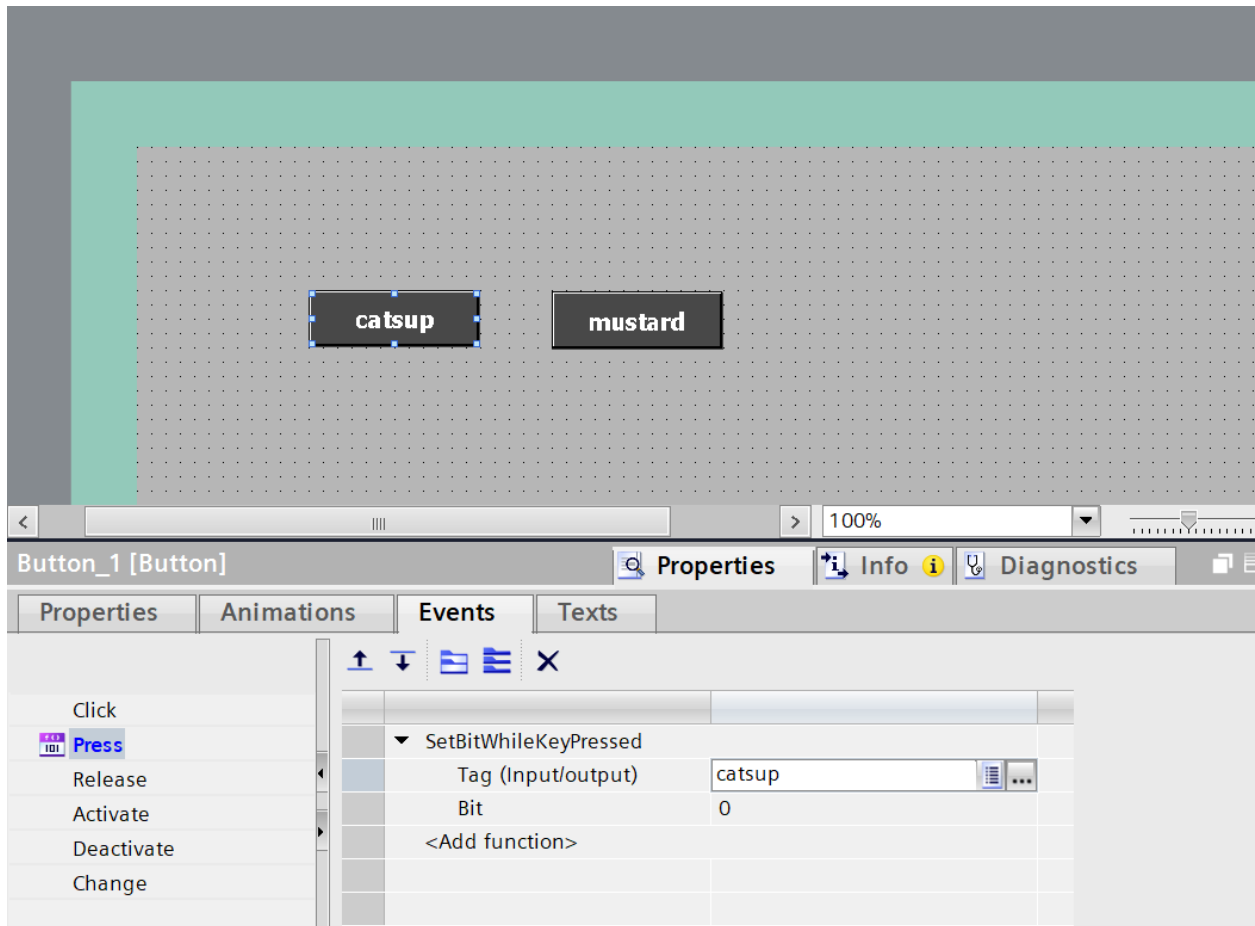 catsup
mustard
100%
Button_1 [Button]
Properties
Info
Diagnostics
Properties
Animations
Events
Texts
Click
Press
Release
Activate
Deactivate
Change
SetBitWhileKeyPressed
Tag (Input/output) catsup
Bit 0
<Add function>